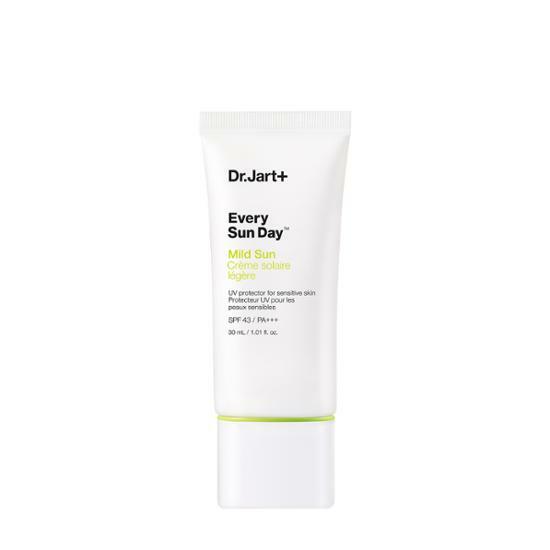 Dr.Jart+
Every
Sun Day™
Mild Sun
Crème solaire
légère
UV protector for sensitive skin
Protecteur UV pour les
peaux sensibles
SPF 43 / PA+++
30 mL / 1.01 fl. oz.